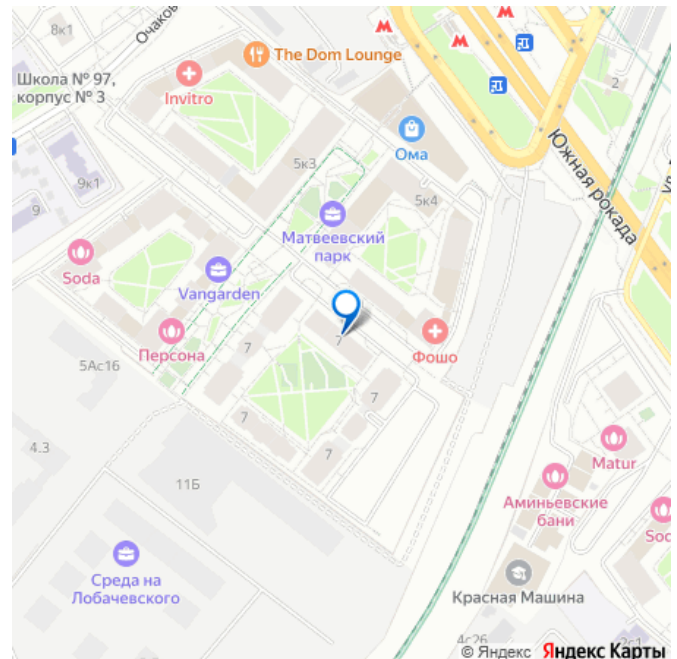 8к1
Очаков
The Dom Lounge
Школа № 97,
корпус № 3
Invitro
2
Ома
Южная рокада
5к3
9к1
9
5к4
Матвеевский
парк
Soda
Vangarden
Персона
7
7
Фошо
5Ас16
7
7
7
4.3
11Б
Matur
Аминьевские
бани
Soc
Среда на
Лобачевского
Красная Машина
4с26
2с1
© Яндекс Яндекс Карты